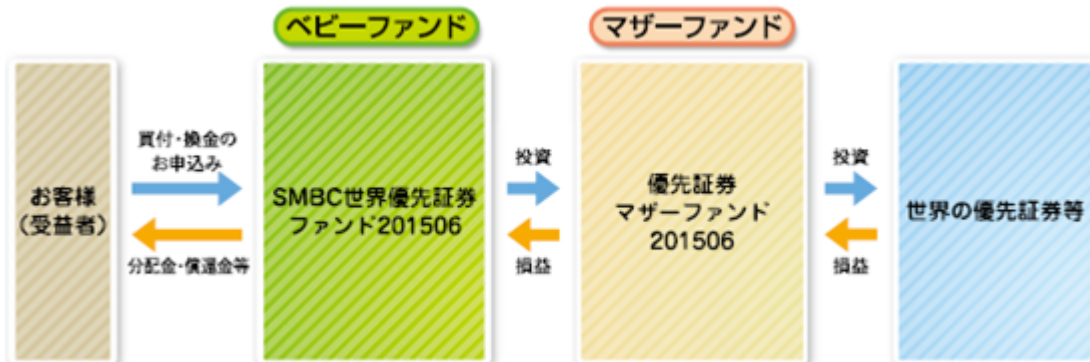 ベビーファンド
マザーファンド
お客様
(受益者)
買付・換金の
お申込み
分配金・償還金等
SMBC世界優先証券
ファンド201506
投資
損益
優先証券
マザーファンド
201506
投資
損益
世界の優先証券等